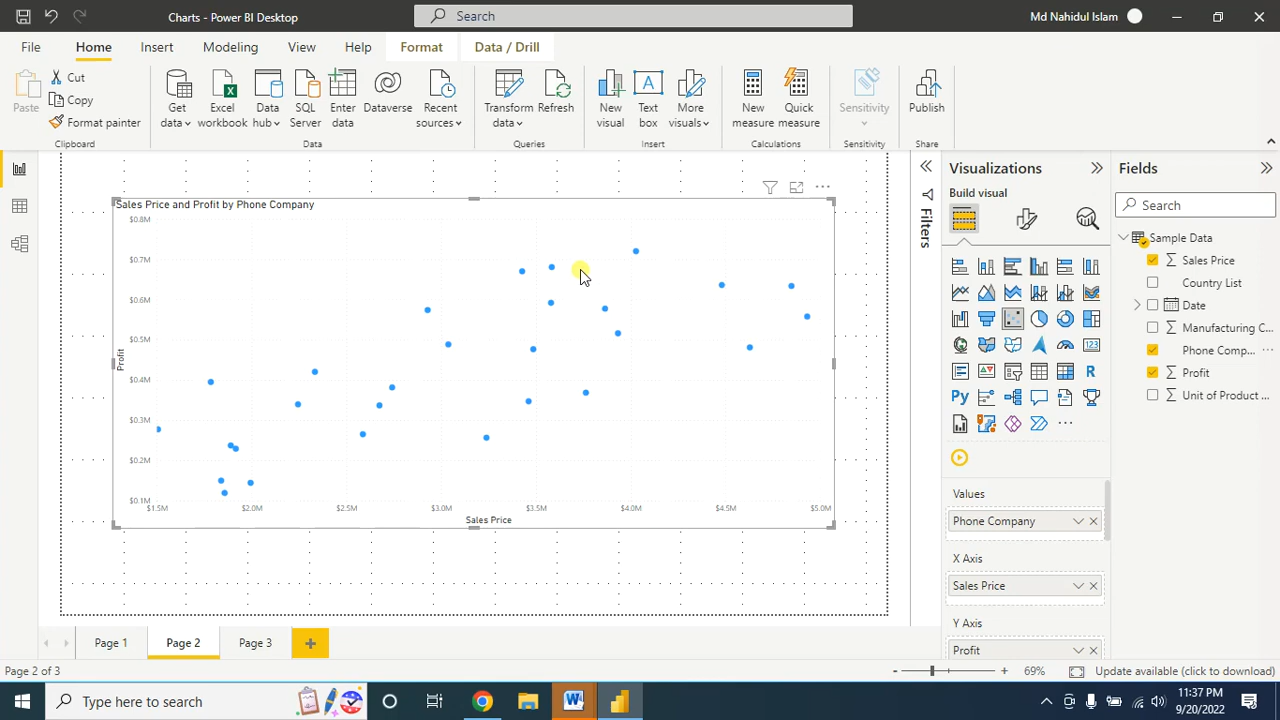 Charts - Power BI Desktop
Search
Md Nahidul Islam
File
Home
Insert
Modeling
View
Help
Format
Data / Drill
Paste
Cut
Copy
Format painter
Clipboard
Get data
Excel workbook
Data hub
SQL Server
Enter data
Dataverse
Recent sources
Data
Transform data
Refresh
Queries
New visual
Text box
More visuals
Insert
New measure
Quick measure
Calculations
Sensitivity
Sensitivity
Publish
Share
Sales Price and Profit by Phone Company
$0.8M
$0.7M
$0.6M
$0.5M
$0.4M
$0.3M
$0.2M
$0.1M
Profit
$1.5M
$2.0M
$2.5M
$3.0M
$3.5M
$4.0M
$4.5M
$5.0M
Sales Price
Filters
Visualizations
Build visual
123
R
Py
Values
Phone Company
X Axis
Sales Price
Y Axis
Profit
Fields
Search
Sample Data
Sales Price
Country List
Date
Manufacturing C...
Phone Comp...
Profit
Unit of Product ...
Page 1
Page 2
Page 3
Page 2 of 3
69%
Update available (click to download)
Type here to search
11:37 PM
9/20/2022